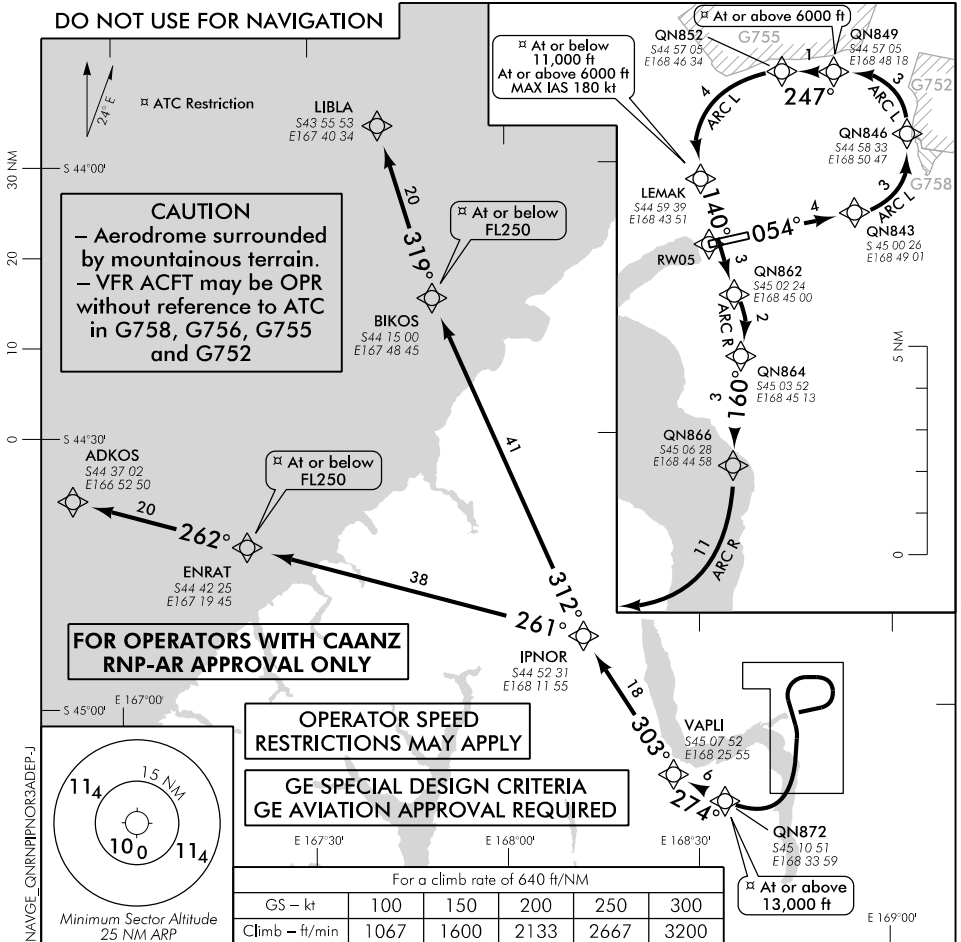 DO NOT USE FOR NAVIGATION
24° E
¤ ATC Restriction
LIBLA
S43 55 53
E167 40 34
¤ At or below
11,000 ft
At or above 6000 ft
MAX IAS 180 kt
¤ At or above 6000 ft
QN852
S44 57 05
E168 46 34
G755
QN849
S44 57 05
E168 48 18
1
247°
3
ARC L
G752
4
ARC L
QN846
S44 58 33
E168 50 47
G758
3
ARC L
LEMAK
S44 59 39
E168 43 51
140°
054°
4
QN843
S 45 00 26
E168 49 01
RW05
3
QN862
S45 02 24
E168 45 00
ARC R
2
QN864
S45 03 52
E168 45 13
160°
3
QN866
S45 06 28
E168 44 58
11
ARC R
5 NM
0
30 NM
20
10
0
S 44°00'
CAUTION
– Aerodrome surrounded
by mountainous terrain.
– VFR ACFT may be OPR
without reference to ATC
in G758, G756, G755
and G752
20
319°
¤ At or below
FL250
BIKOS
S44 15 00
E167 48 45
S 44°30'
ADKOS
S44 37 02
E166 52 50
20
262°
¤ At or below
FL250
ENRAT
S44 42 25
E167 19 45
41
38
312°
261°
IPNOR
S44 52 31
E168 11 55
FOR OPERATORS WITH CAANZ
RNP-AR APPROVAL ONLY
E 167°00'
S 45°00'
OPERATOR SPEED
RESTRICTIONS MAY APPLY
GE SPECIAL DESIGN CRITERIA
GE AVIATION APPROVAL REQUIRED
18
303°
VAPLI
S45 07 52
E168 25 55
6
274°
QN872
S45 10 51
E168 33 59
¤ At or above
13,000 ft
E 167°30'
E 168°00'
E 168°30'
E 169°00'
15 NM
114
100
114
Minimum Sector Altitude
25 NM ARP
For a climb rate of 640 ft/NM
GS – kt 100 150 200 250 300
Climb – ft/min 1067 1600 2133 2667 3200
NAVGE_QNRNPIPNOR3ADEP-J